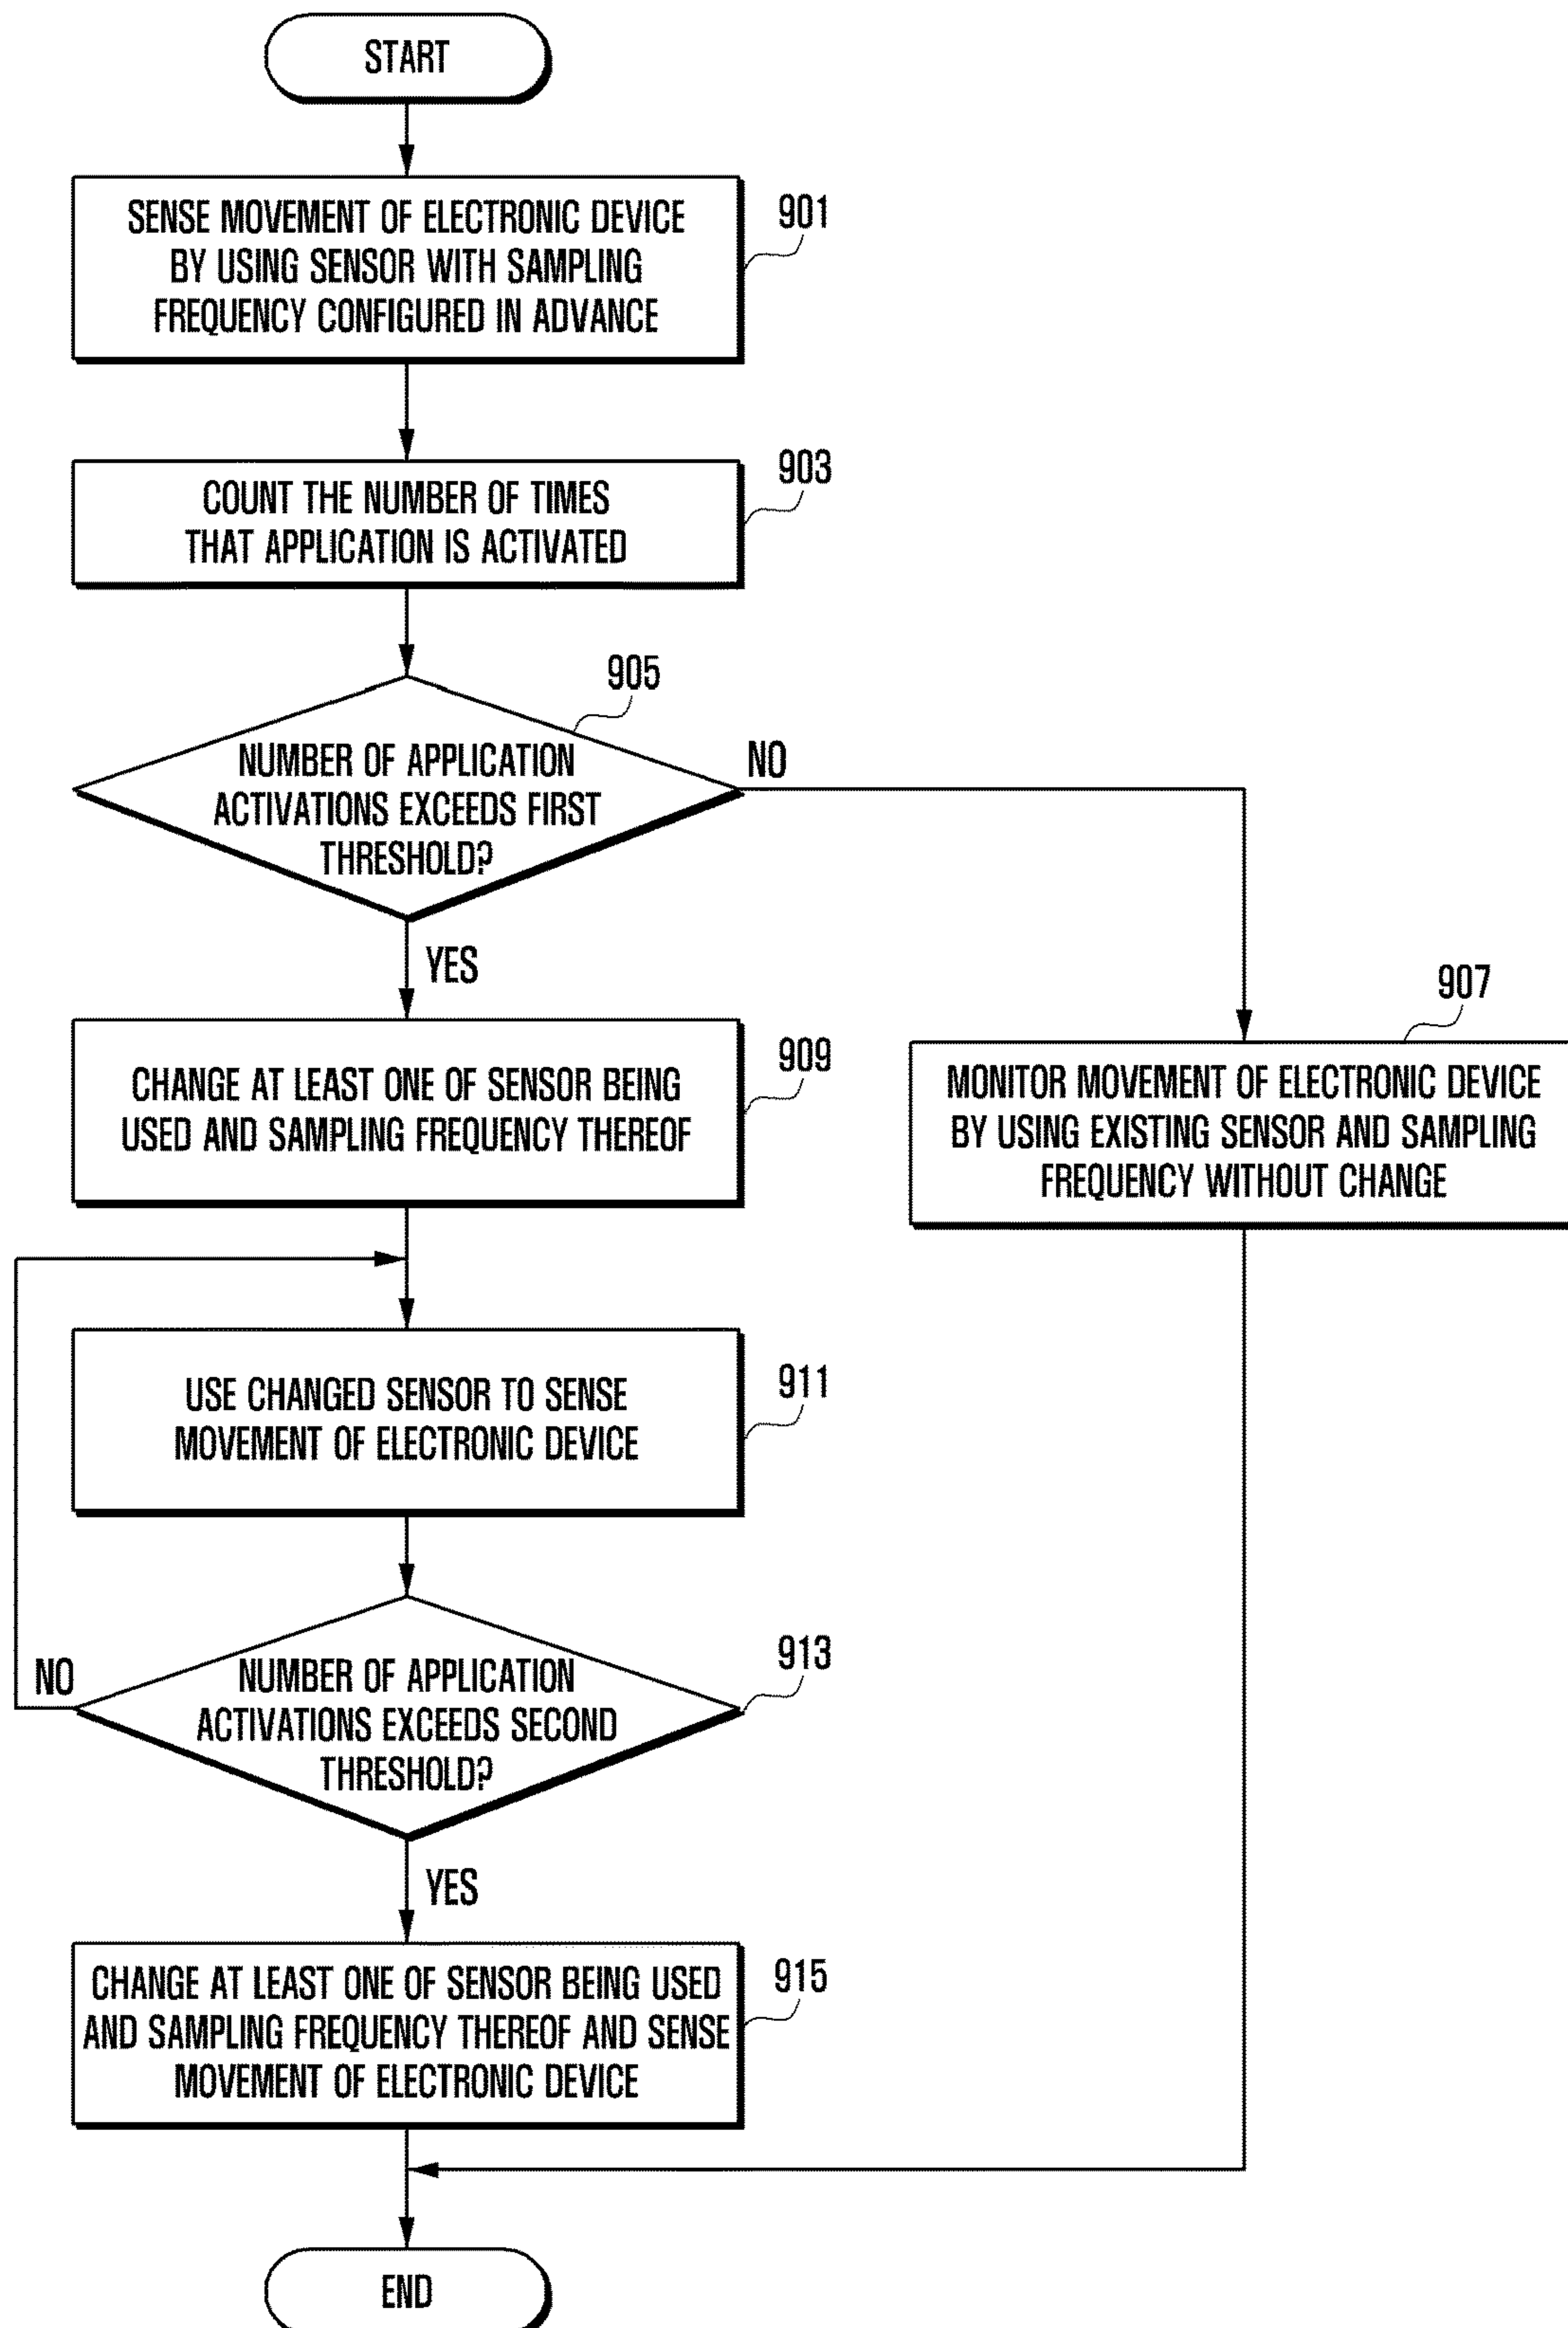 START
SENSE MOVEMENT OF ELECTRONIC DEVICE
BY USING SENSOR WITH SAMPLING
FREQUENCY CONFIGURED IN ADVANCE
901
COUNT THE NUMBER OF TIMES
THAT APPLICATION IS ACTIVATED
903
905
NUMBER OF APPLICATION
ACTIVATIONS EXCEEDS FIRST
THRESHOLD?
NO
YES
907
MONITOR MOVEMENT OF ELECTRONIC DEVICE
BY USING EXISTING SENSOR AND SAMPLING
FREQUENCY WITHOUT CHANGE
CHANGE AT LEAST ONE OF SENSOR BEING
USED AND SAMPLING FREQUENCY THEREOF
909
USE CHANGED SENSOR TO SENSE
MOVEMENT OF ELECTRONIC DEVICE
911
NUMBER OF APPLICATION
ACTIVATIONS EXCEEDS SECOND
THRESHOLD?
913
NO
YES
CHANGE AT LEAST ONE OF SENSOR BEING USED
AND SAMPLING FREQUENCY THEREOF AND SENSE
MOVEMENT OF ELECTRONIC DEVICE
915
END